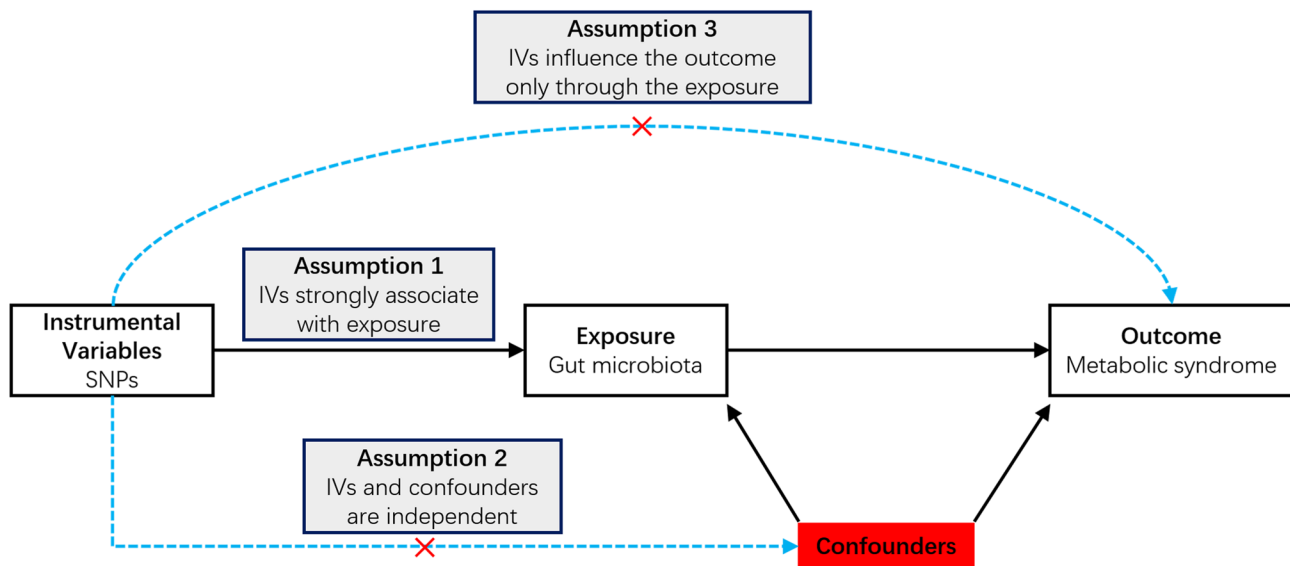 Assumption 3
IVs influence the outcome
only through the exposure
Assumption 1
IVs strongly associate
with exposure
Instrumental
Variables
SNPs
Exposure
Gut microbiota
Outcome
Metabolic syndrome
Assumption 2
IVs and confounders
are independent
Confounders